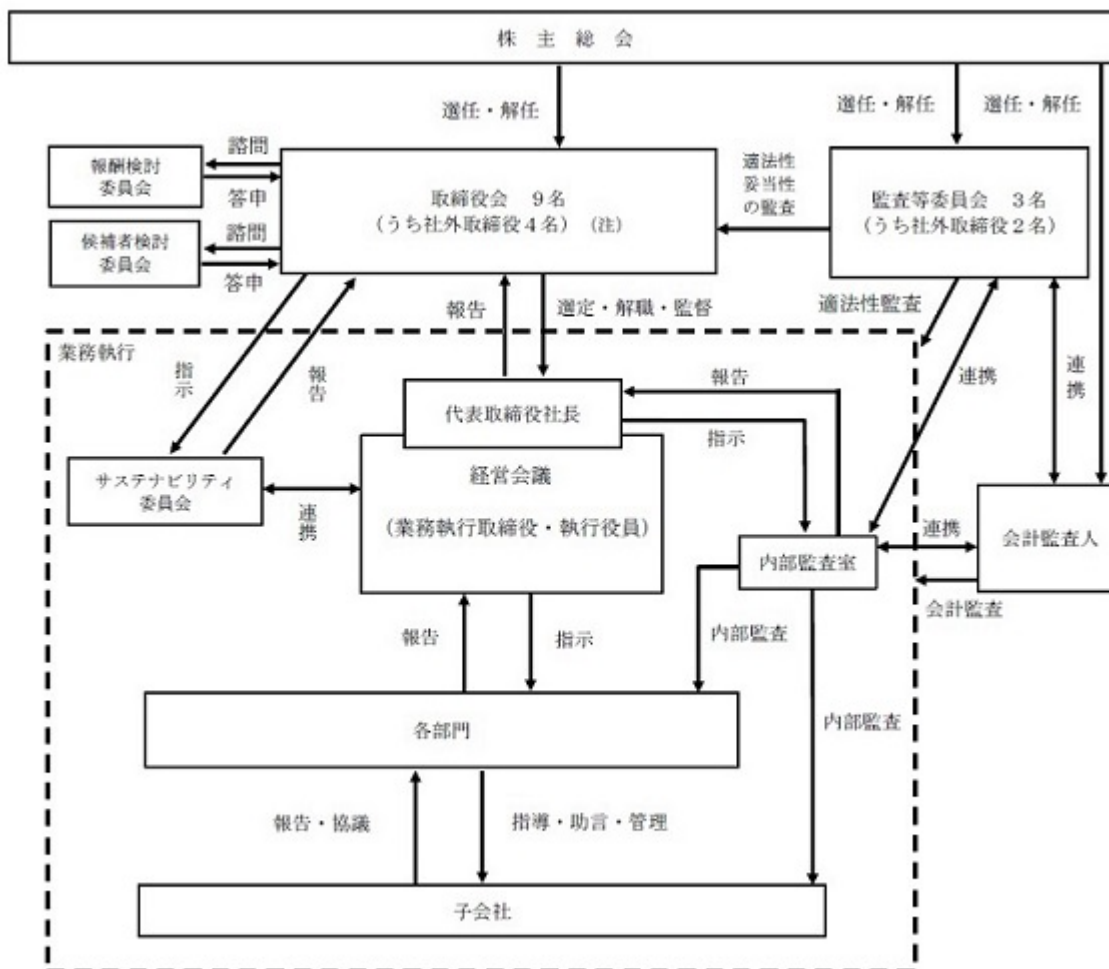 株主総会
選任・解任
選任・解任
選任・解任
報酬検討
委員会
諮問
答申
候補者検討
委員会
諮問
答申
取締役会 9名
(うち社外取締役4名) (注)
適法性
妥当性
の監査
監査等委員会 3名
(うち社外取締役2名)
報告
選定・解職・監督
適法性監査
業務執行
指示
報告
連携
連携
代表取締役社長
報告
指示
サステナビリティ
委員会
連携
経営会議
(業務執行取締役・執行役員)
内部監査室
連携
会計監査人
会計監査
報告
指示
内部監査
各部門
内部監査
報告・協議
指導・助言・管理
子会社